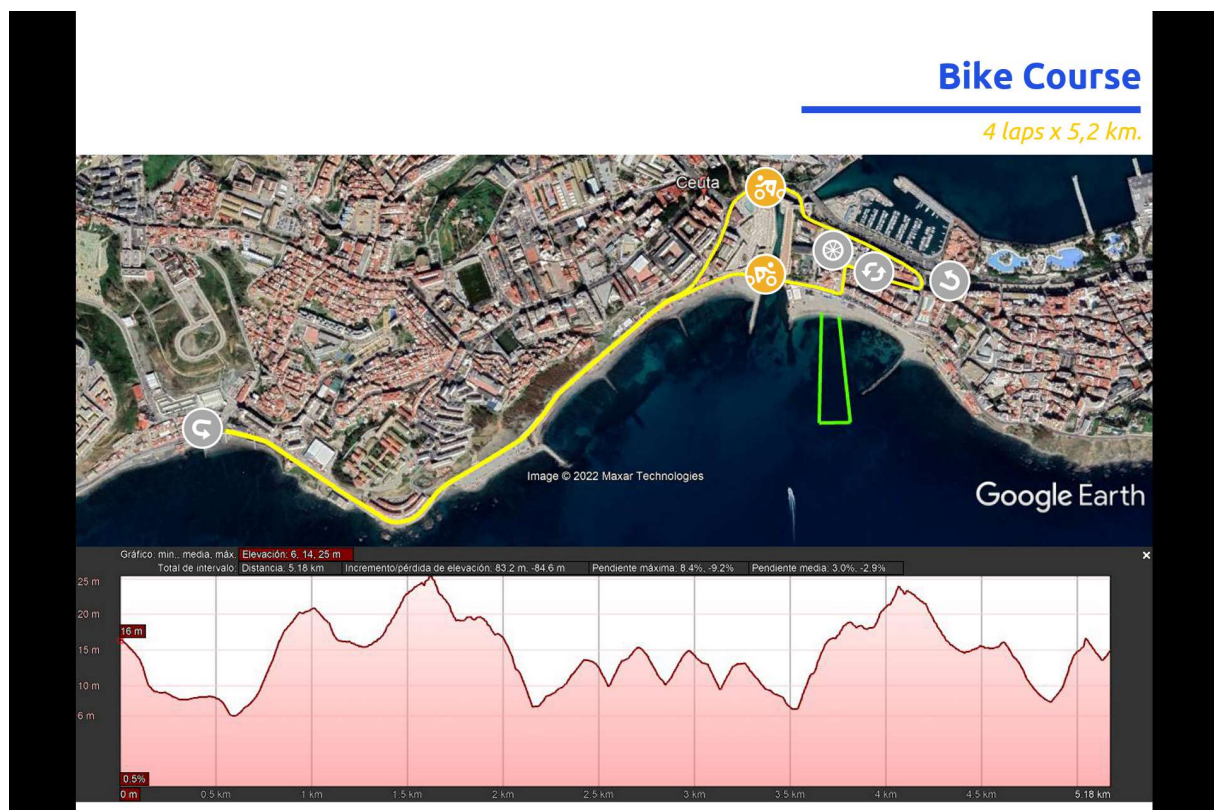 Bike Course
4 laps x 5,2 km.
Ceuta
Image © 2022 Maxar Technologies
Google Earth
Gráfico: mín., media, máx. Elevación: 6, 14, 25 m
Total de intervalo: Distancia: 5.18 km Incremento/pérdida de elevación: 83.2 m, -84.6 m Pendiente máxima: 8.4%, -9.2% Pendiente media: 3.0%, -2.9%
25 m
20 m
16 m
15 m
10 m
6 m
0.5%
0 m 0.5 km 1 km 1.5 km 2 km 2.5 km 3 km 3.5 km 4 km 4.5 km 5.18 km